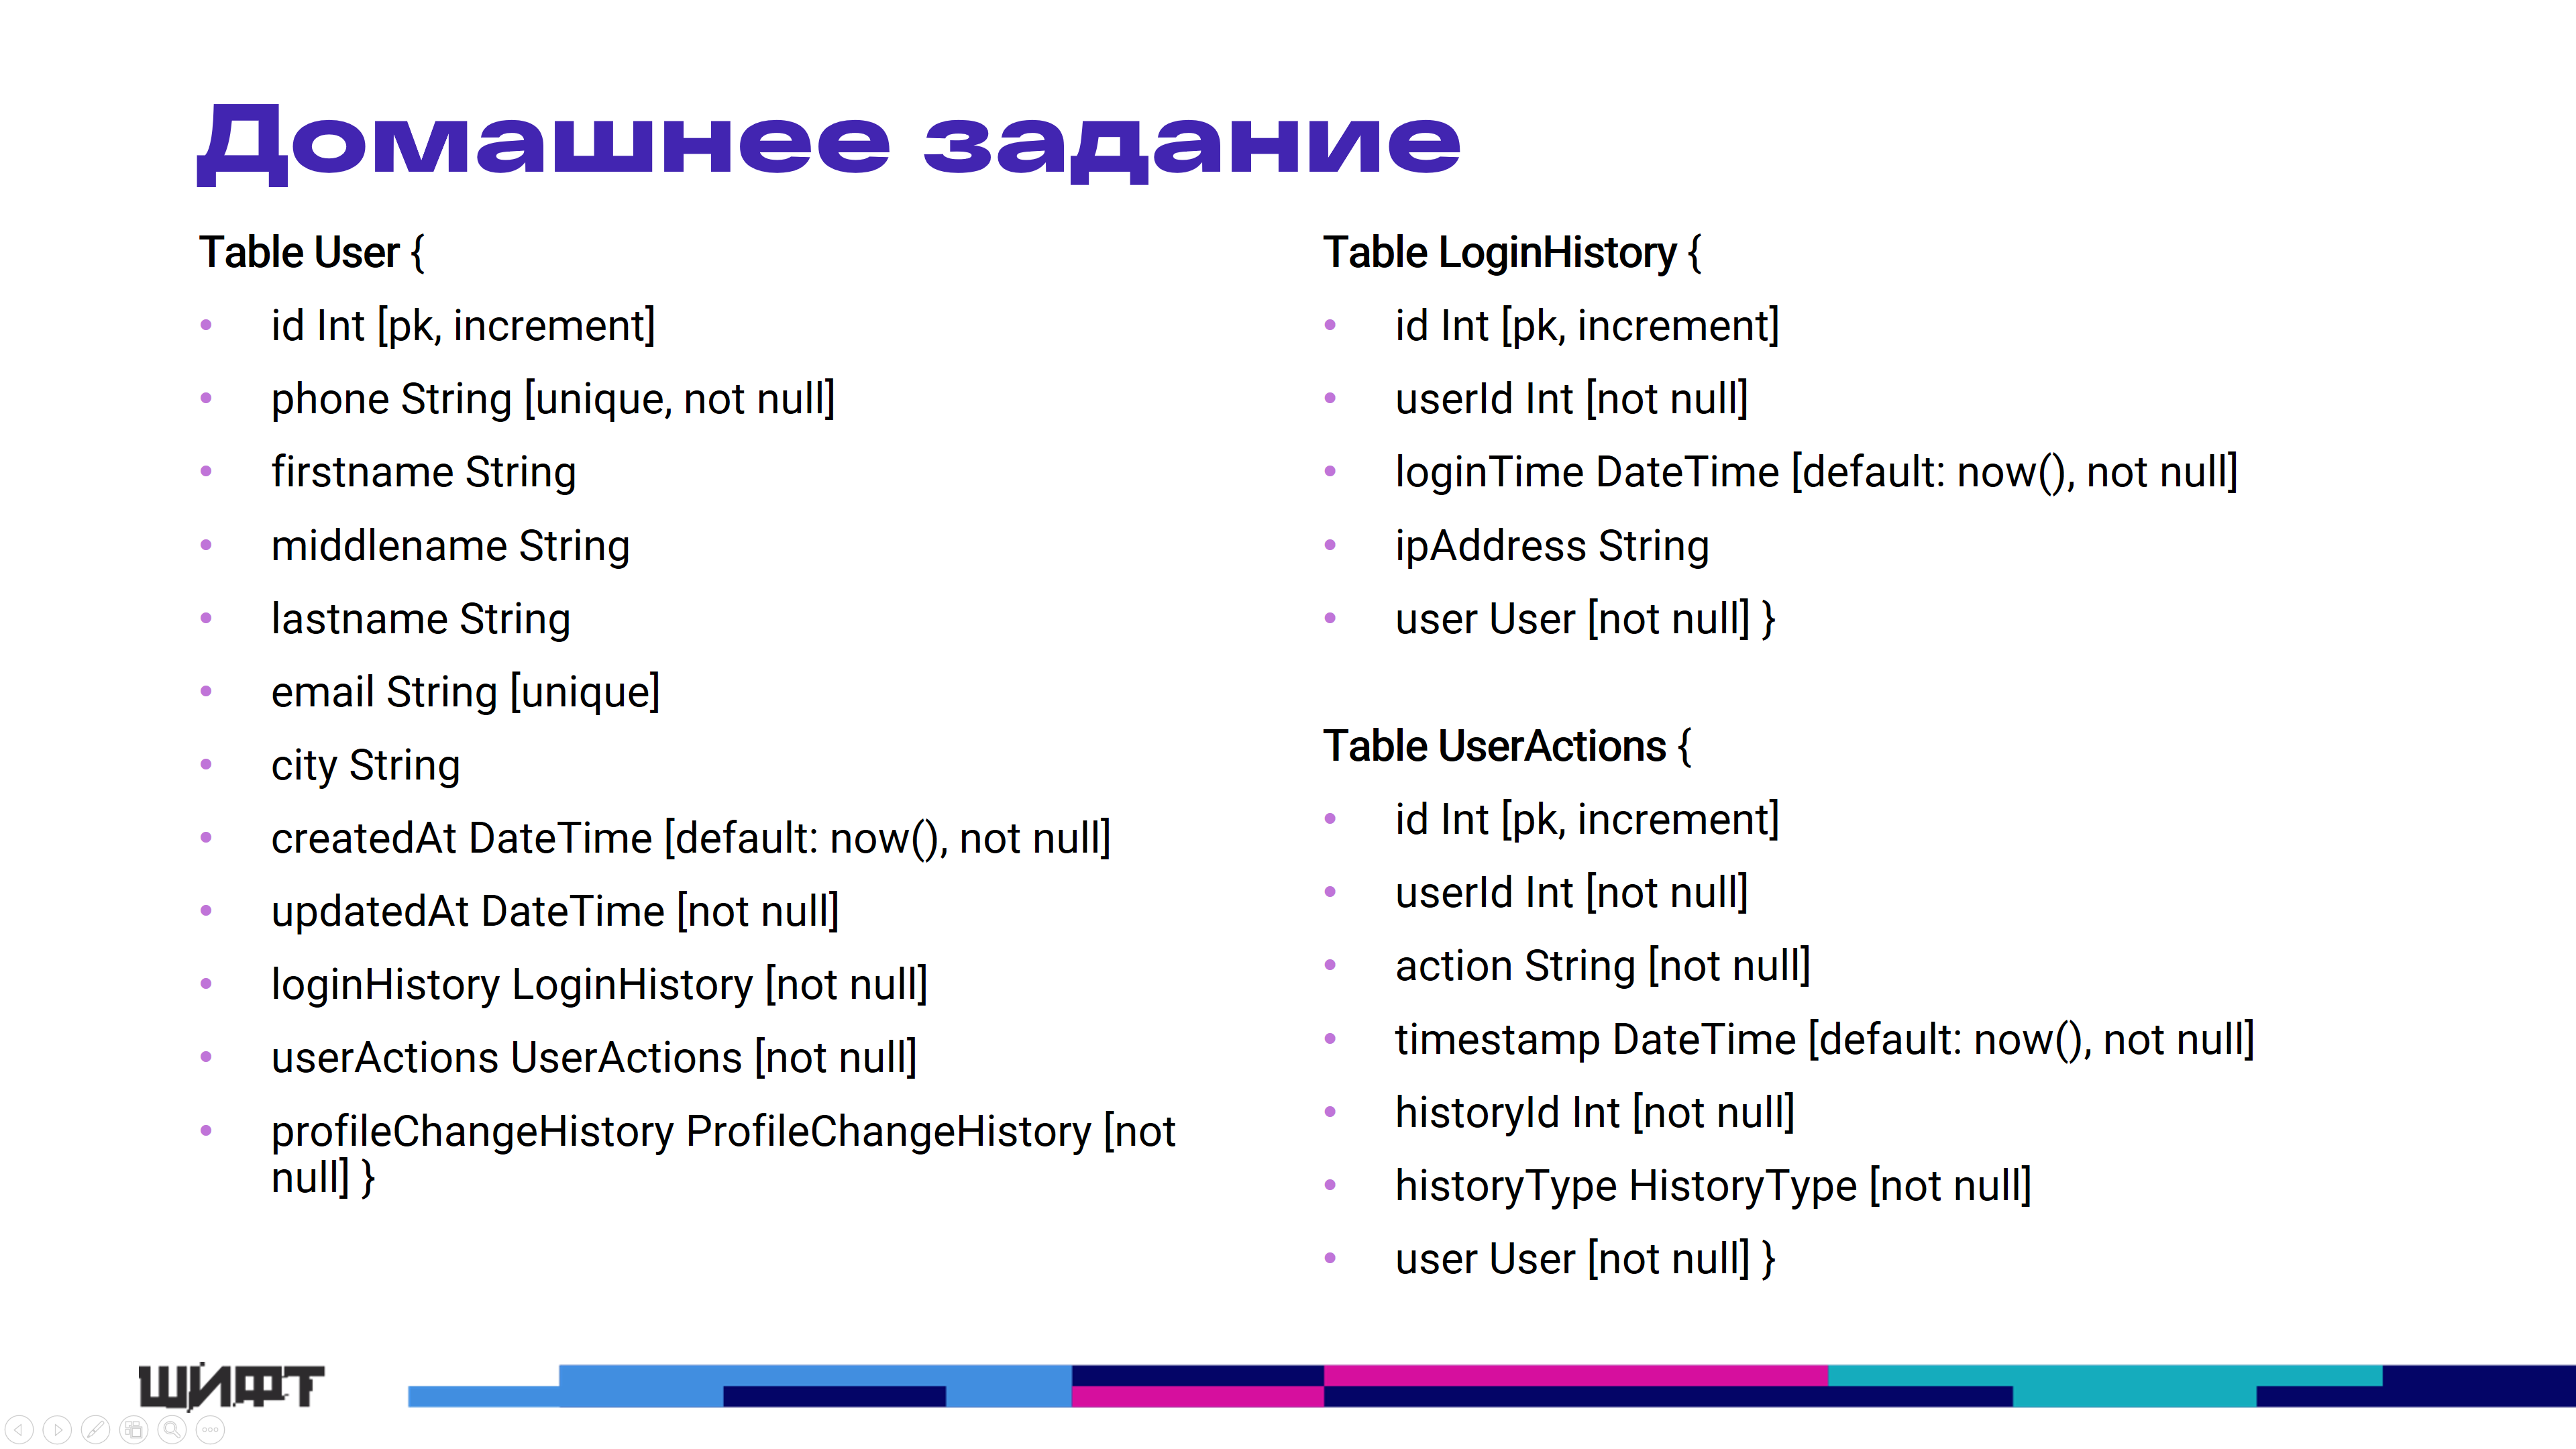 Домашнее задание
Table User {
• id Int [pk, increment]
• phone String [unique, not null]
• firstname String
• middlename String
• lastname String
• email String [unique]
• city String
• createdAt DateTime [default: now(), not null]
• updatedAt DateTime [not null]
• loginHistory LoginHistory [not null]
• userActions UserActions [not null]
• profileChangeHistory ProfileChangeHistory [not
null] }
Table LoginHistory {
• id Int [pk, increment]
• userId Int [not null]
• loginTime DateTime [default: now(), not null]
• ipAddress String
• user User [not null] }
Table UserActions {
• id Int [pk, increment]
• userId Int [not null]
• action String [not null]
• timestamp DateTime [default: now(), not null]
• historyId Int [not null]
• historyType HistoryType [not null]
• user User [not null] }
ШИФТ